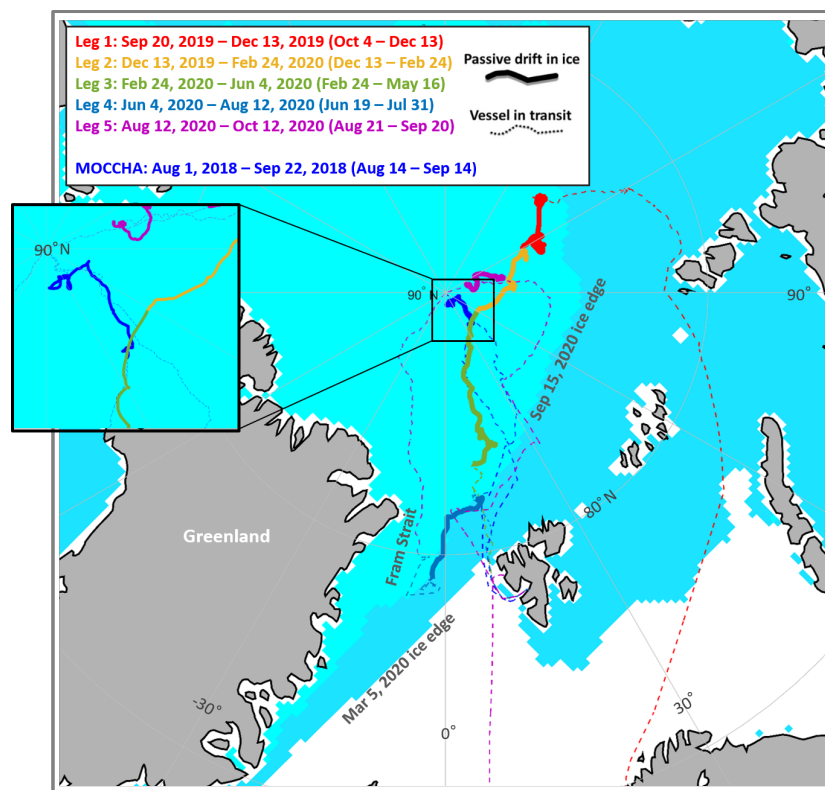 Leg 1: Sep 20, 2019 – Dec 13, 2019 (Oct 4 – Dec 13)
Leg 2: Dec 13, 2019 – Feb 24, 2020 (Dec 13 – Feb 24)
Leg 3: Feb 24, 2020 - Jun 4, 2020 (Feb 24 – May 16)
Leg 4: Jun 4, 2020 – Aug 12, 2020 (Jun 19 – Jul 31)
Leg 5: Aug 12, 2020 - Oct 12, 2020 (Aug 21 – Sep 20)
MOCCHA: Aug 1, 2018 – Sep 22, 2018 (Aug 14 – Sep 14)
Passive drift in ice
Vessel in transit
90°N
90° N
90°
Sep 15, 2020 ice edge
80°N
Greenland
Fram Strait
Mar 5, 2020 ice edge
-30°
0°
30°